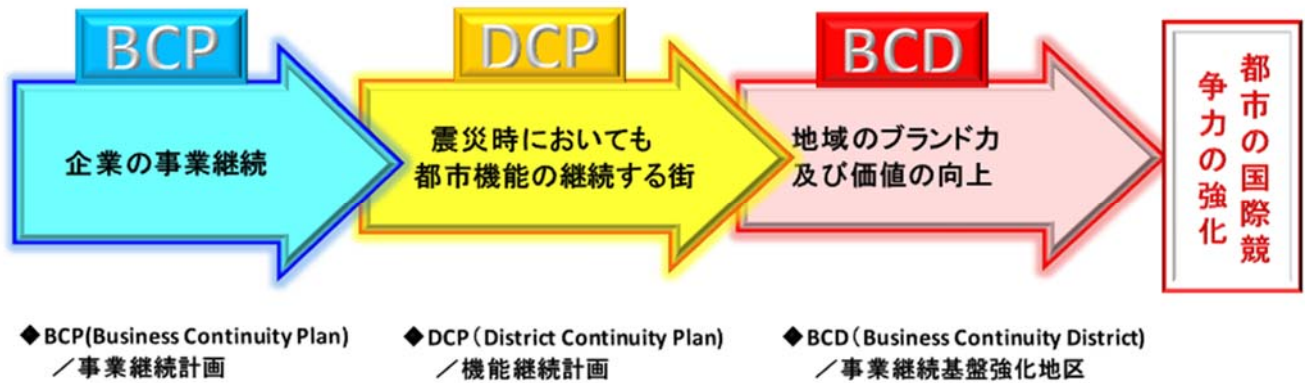 BCP
DCP
BCD
企業の事業継続
震災時においても
都市機能の継続する街
地域のブランド力
及び価値の向上
都市の国際競
争力の強化
◆BCP(Business Continuity Plan)
／事業継続計画
◆DCP（District Continuity Plan)
／機能継続計画
◆BCD（Business Continuity District)
／事業継続基盤強化地区